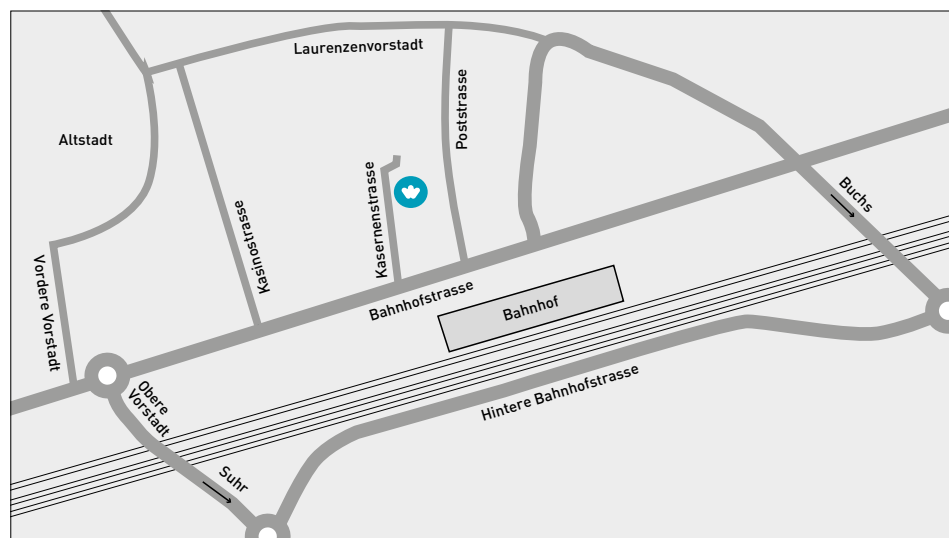 Laurenzenvorstadt
Altstadt
Poststrasse
Kasernenstrasse
Buchs
Kasinostrasse
Vordere Vorstadt
Bahnhofstrasse
Bahnhof
Obere
Vorstadt
Hintere Bahnhofstrasse
Suhr